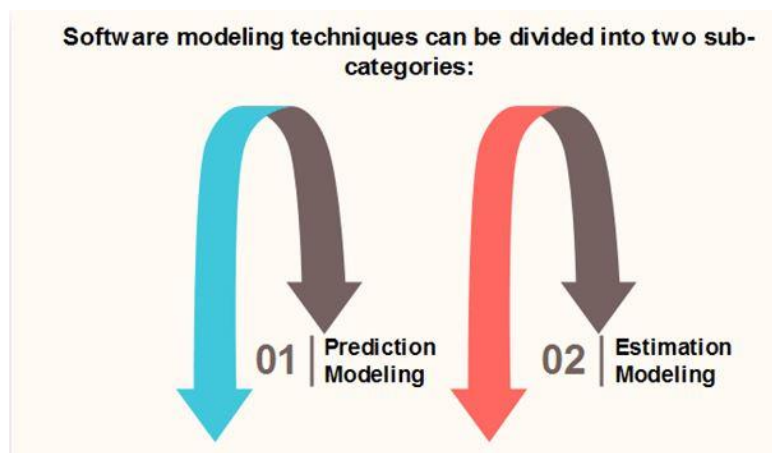 Software modeling techniques can be divided into two sub-
categories:
01
Prediction
Modeling
02
Estimation
Modeling